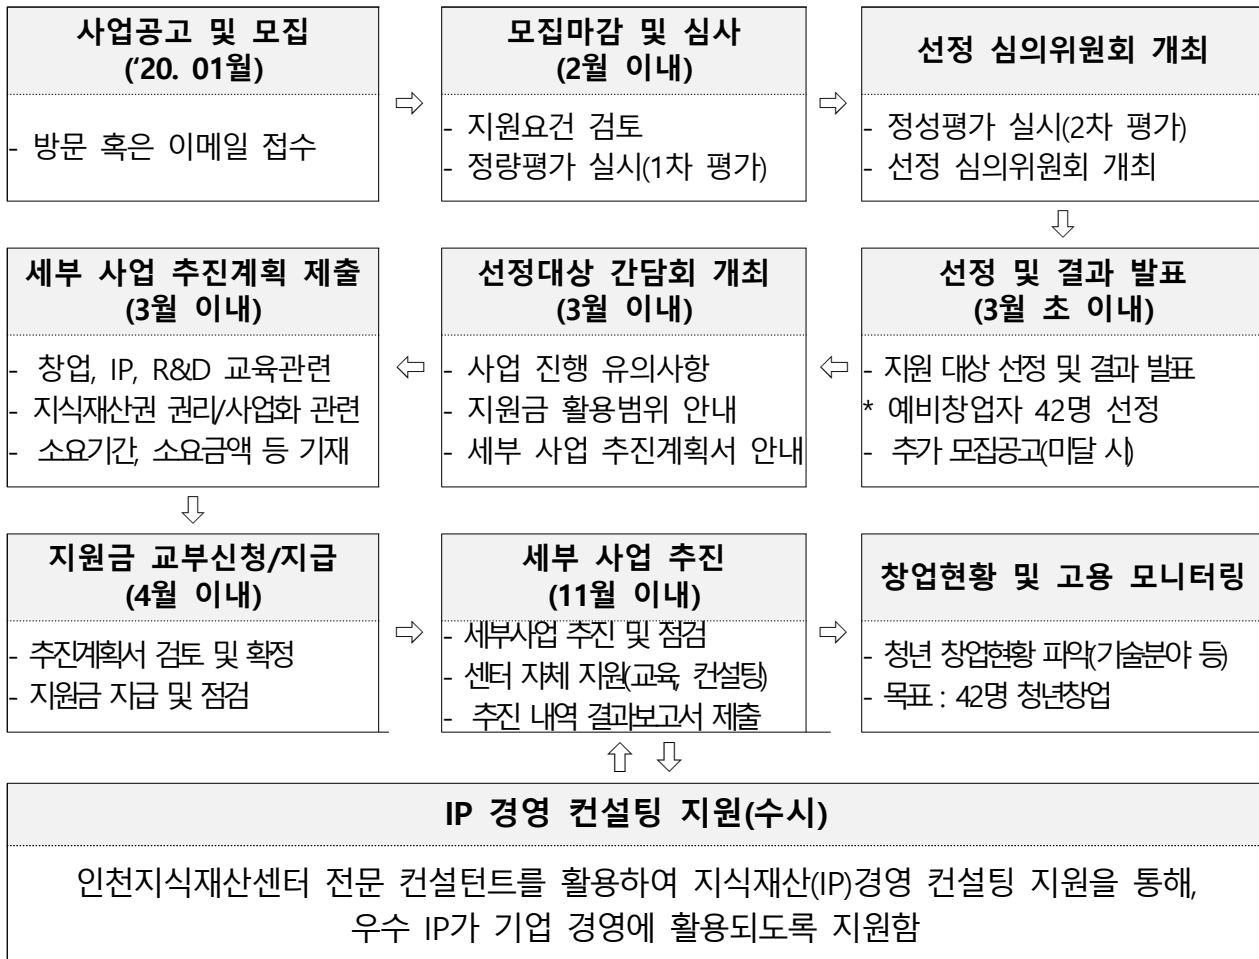 사업공고 및 모집
(‘20. 01월)
- 방문 혹은 이메일 접수
모집마감 및 심사
(2월 이내)
- 지원요건 검토
- 정량평가 실시(1차 평가)
선정 심의위원회 개최
- 정성평가 실시(2차 평가)
- 선정 심의위원회 개최
선정 및 결과 발표
(3월 초 이내)
- 지원 대상 선정 및 결과 발표
* 예비창업자 42명 선정
- 추가 모집공고(미달 시)
선정대상 간담회 개최
(3월 이내)
- 사업 진행 유의사항
- 지원금 활용범위 안내
- 세부 사업 추진계획서 안내
세부 사업 추진계획 제출
(3월 이내)
- 창업, IP, R&D 교육관련
- 지식재산권 권리/사업화 관련
- 소요기간, 소요금액 등 기재
지원금 교부신청/지급
(4월 이내)
- 추진계획서 검토 및 확정
- 지원금 지급 및 점검
세부 사업 추진
(11월 이내)
- 세부사업 추진 및 점검
- 센터 자체 지원(교육, 컨설팅)
- 추진 내역 결과보고서 제출
창업현황 및 고용 모니터링
- 청년 창업현황 파악(기술분야 등)
- 목표 : 42명 청년창업
IP 경영 컨설팅 지원(수시)
인천지식재산센터 전문 컨설턴트를 활용하여 지식재산(IP)경영 컨설팅 지원을 통해,
우수 IP가 기업 경영에 활용되도록 지원함